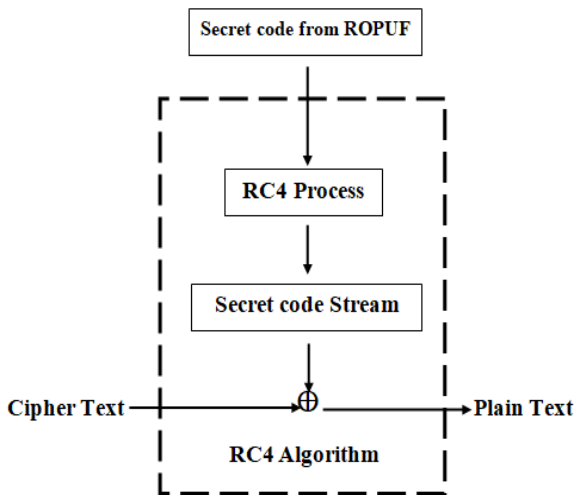 Secret code from ROPUF
RC4 Process
Secret code Stream
Cipher Text
Plain Text
RC4 Algorithm